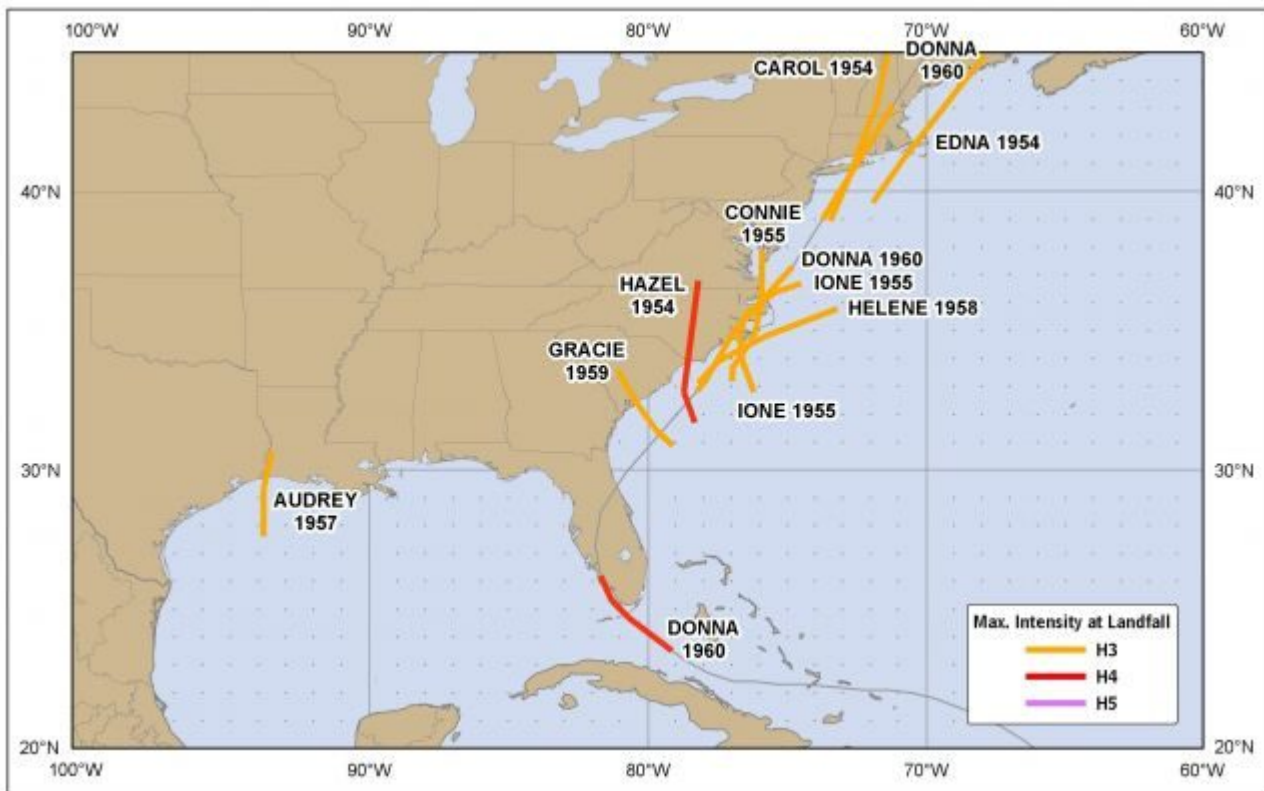 100°W 90°W 80°W 70°W 60°W
CAROL 1954
DONNA
1960
EDNA 1954
40°N 40°N
CONNIE
1955
DONNA 1960
IONE 1955
HELENE 1958
HAZEL
1954
GRACIE
1959
IONE 1955
30°N 30°N
AUDREY
1957
DONNA
1960
Max. Intensity at Landfall
H3
H4
H5
20°N 20°N
100°W 90°W 80°W 70°W 60°W